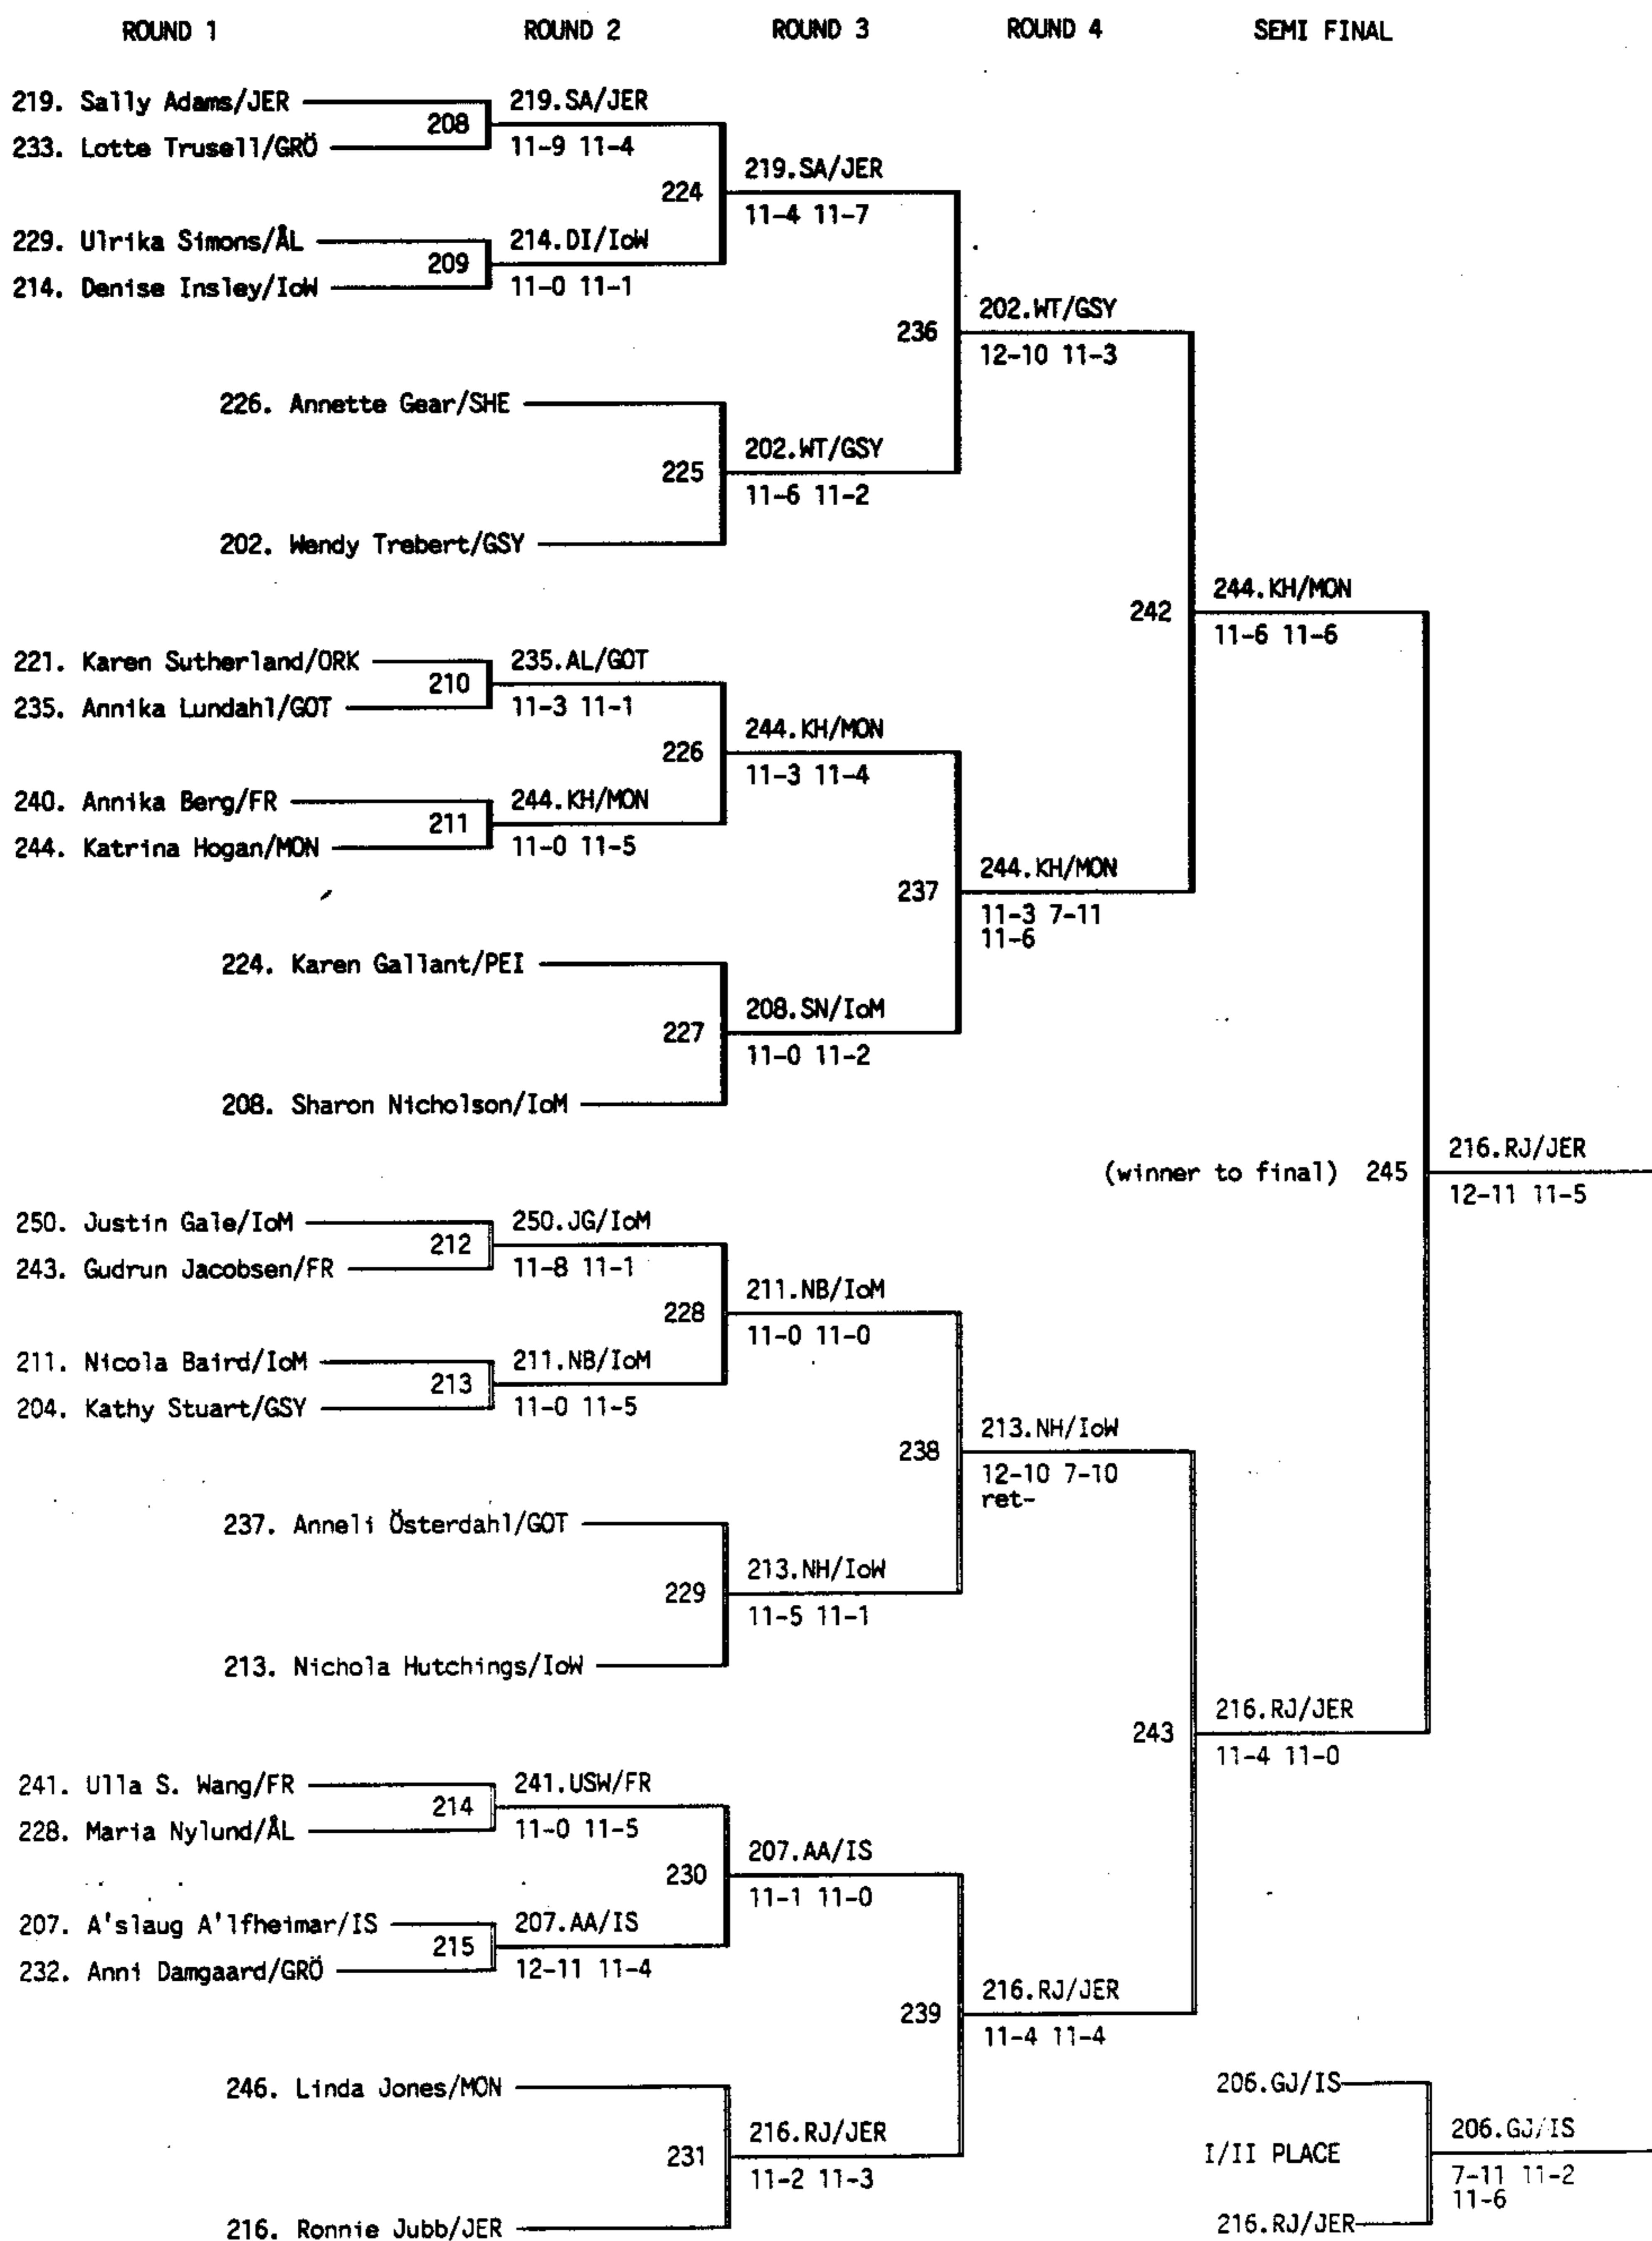 ROUND 1 ROUND 2 ROUND 3 ROUND 4 SEMI FINAL
219. Sally Adams/JER
208
233. Lotte Trusell/GRÖ
219.SA/JER
11-9 11-4
224
219.SA/JER
11-4 11-7
229. Ulrika Simons/ÅL
209
214. Denise Insley/IoW
214.DI/IoW
11-0 11-1
236
202.WT/GSY
12-10 11-3
226. Annette Gear/SHE
225
202.WT/GSY
11-6 11-2
202. Wendy Trebert/GSY
242
244.KH/MON
11-6 11-6
221. Karen Sutherland/ORK
210
235. Annika Lundahl/GOT
235.AL/GOT
11-3 11-1
226
244.KH/MON
11-3 11-4
240. Annika Berg/FR
211
244. Katrina Hogan/MON
244.KH/MON
11-0 11-5
237
244.KH/MON
11-3 7-11
11-6
224. Karen Gallant/PEI
227
208.SN/IoM
11-0 11-2
208. Sharon Nicholson/IoM
(winner to final) 245
216.RJ/JER
12-11 11-5
250. Justin Gale/IoM
212
243. Gudrun Jacobsen/FR
250.JG/IoM
11-8 11-1
228
211.NB/IoM
11-0 11-0
211. Nicola Baird/IoM
213
204. Kathy Stuart/GSY
211.NB/IoM
11-0 11-5
238
213.NH/IoW
12-10 7-10
ret-
237. Anneli Österdahl/GOT
229
213.NH/IoW
11-5 11-1
213. Nichola Hutchings/IoW
243
216.RJ/JER
11-4 11-0
241. Ulla S. Wang/FR
214
228. Maria Nylund/ÅL
241.USW/FR
11-0 11-5
230
207.AA/IS
11-1 11-0
207. A'slaug A'lfheimar/IS
215
232. Anni Damgaard/GRÖ
207.AA/IS
12-11 11-4
239
216.RJ/JER
11-4 11-4
246. Linda Jones/MON
231
216.RJ/JER
11-2 11-3
216. Ronnie Jubb/JER
206.GJ/IS
I/II PLACE
216.RJ/JER
206.GJ/IS
7-11 11-2
11-6